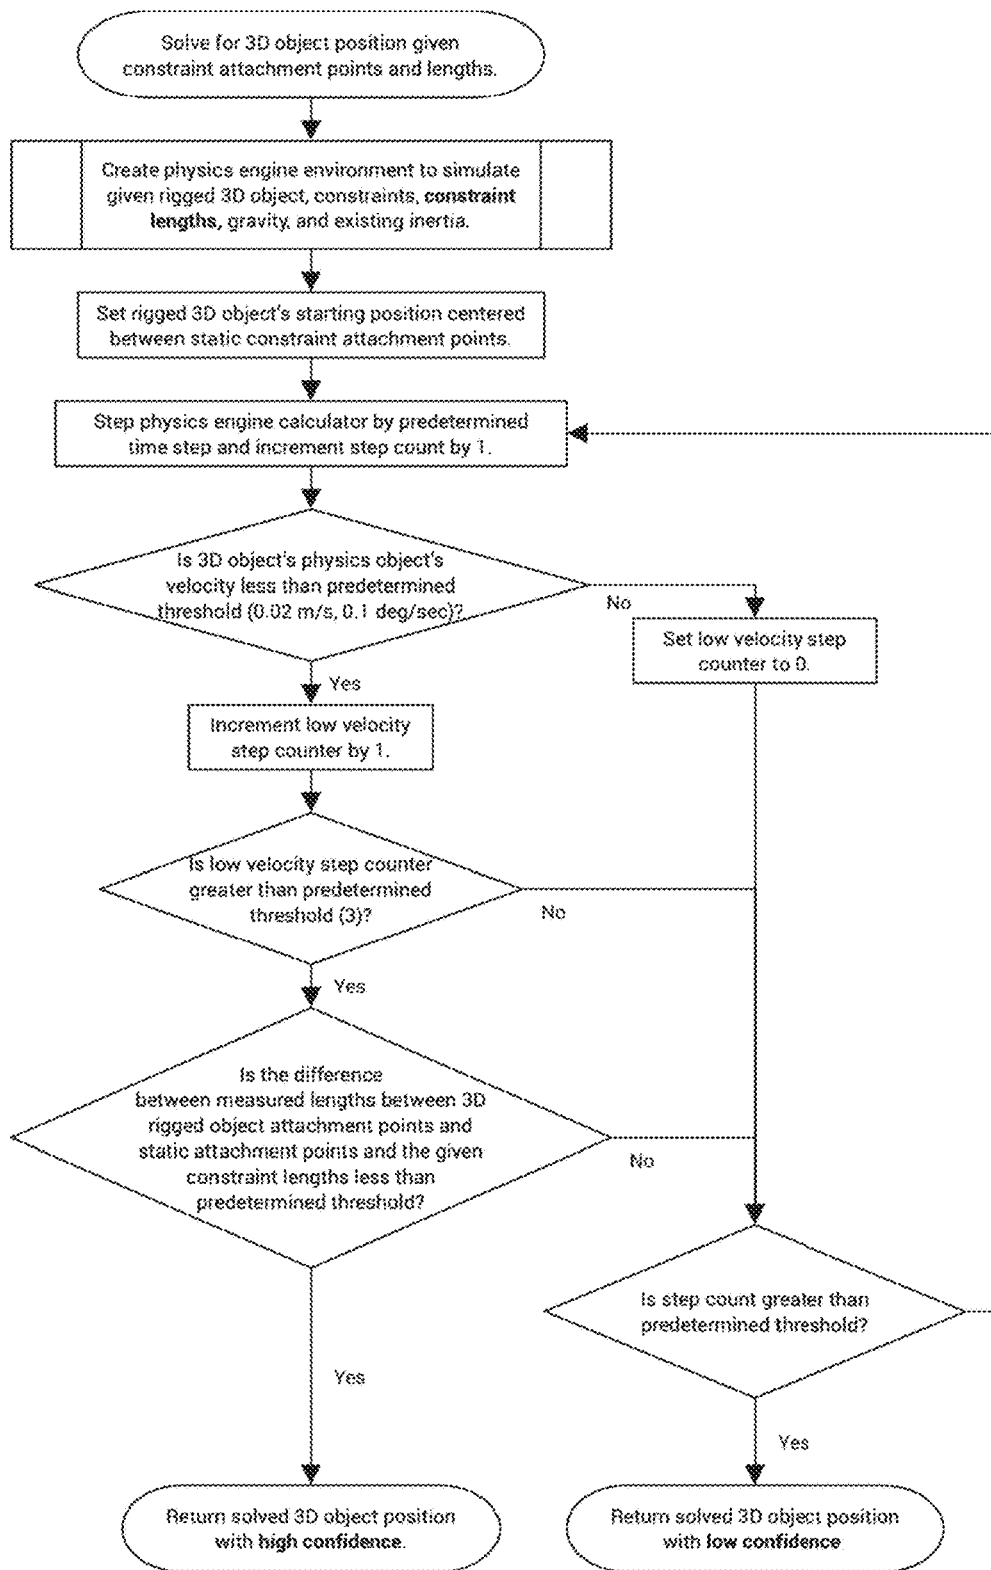 Solve for 3D object position given
constraint attachment points and lengths.
Create physics engine environment to simulate
given rigged 3D object, constraints, constraint
lengths, gravity, and existing inertia.
Set rigged 3D object's starting position centered
between static constraint attachment points.
Step physics engine calculator by predetermined
time step and increment step count by 1.
Is 3D object's physics object's
velocity less than predetermined
threshold (0.02 m/s, 0.1 deg/sec)?
No
Set low velocity step
counter to 0.
Yes
Increment low velocity
step counter by 1.
Is low velocity step counter
greater than predetermined
threshold (3)?
No
Yes
Is the difference
between measured lengths between 3D
rigged object attachment points and
static attachment points and the given
constraint lengths less than
predetermined threshold?
No
Is step count greater than
predetermined threshold?
Yes
Yes
Return solved 3D object position
with high confidence.
Return solved 3D object position
with low confidence